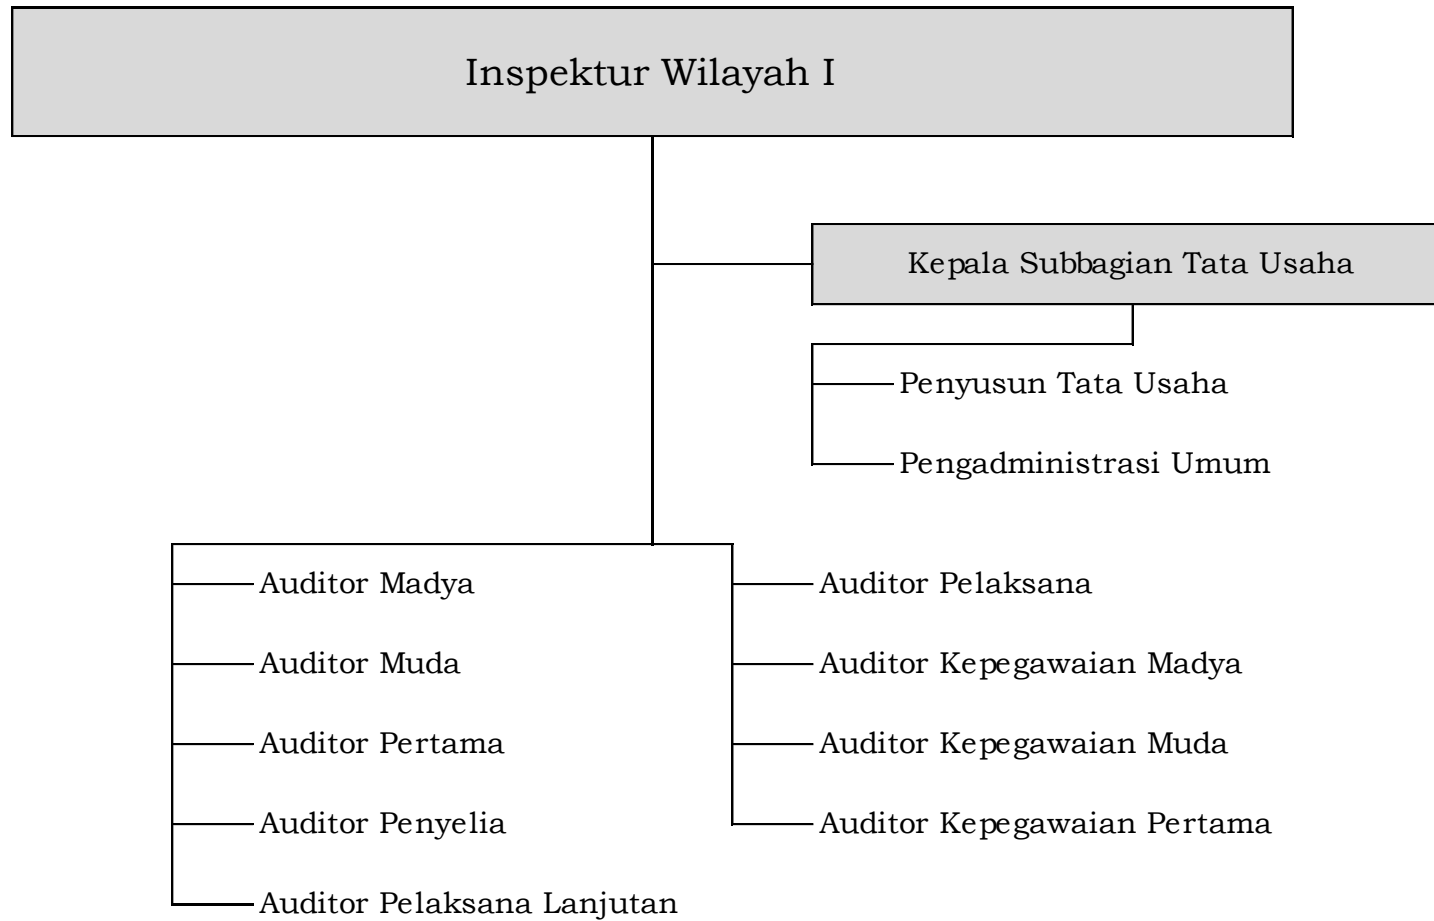 Inspektur Wilayah I
Kepala Subbagian Tata Usaha
Penyusun Tata Usaha
Pengadministrasi Umum
Auditor Madya
Auditor Muda
Auditor Pertama
Auditor Penyelia
Auditor Pelaksana Lanjutan
Auditor Pelaksana
Auditor Kepegawaian Madya
Auditor Kepegawaian Muda
Auditor Kepegawaian Pertama